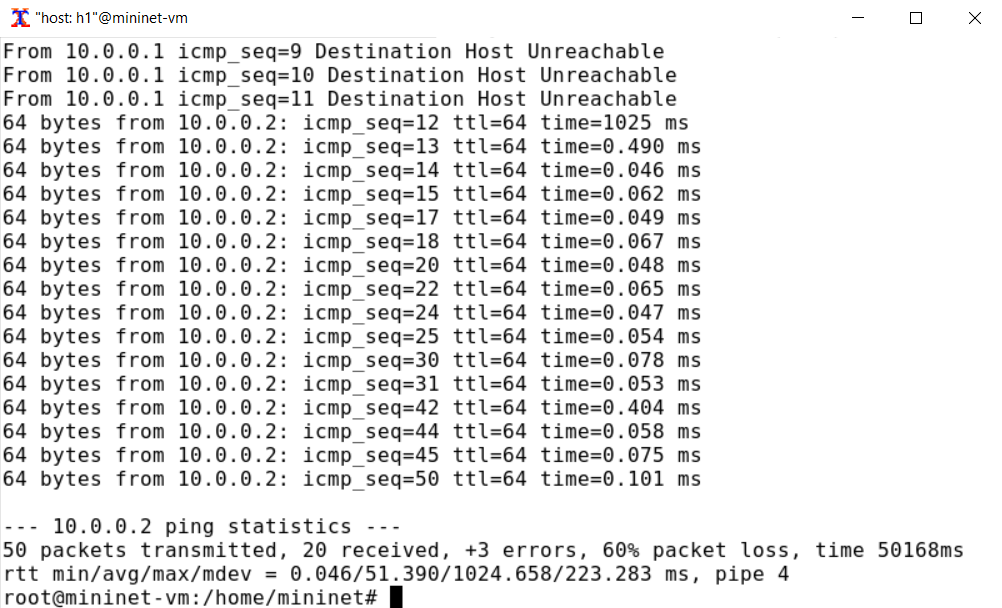 "host: h1"@mininet-vm
From 10.0.0.1 icmp_seq=9 Destination Host Unreachable
From 10.0.0.1 icmp_seq=10 Destination Host Unreachable
From 10.0.0.1 icmp_seq=11 Destination Host Unreachable
64 bytes from 10.0.0.2: icmp_seq=12 ttl=64 time=1025 ms
64 bytes from 10.0.0.2: icmp_seq=13 ttl=64 time=0.490 ms
64 bytes from 10.0.0.2: icmp_seq=14 ttl=64 time=0.046 ms
64 bytes from 10.0.0.2: icmp_seq=15 ttl=64 time=0.062 ms
64 bytes from 10.0.0.2: icmp_seq=17 ttl=64 time=0.049 ms
64 bytes from 10.0.0.2: icmp_seq=18 ttl=64 time=0.067 ms
64 bytes from 10.0.0.2: icmp_seq=20 ttl=64 time=0.048 ms
64 bytes from 10.0.0.2: icmp_seq=22 ttl=64 time=0.065 ms
64 bytes from 10.0.0.2: icmp_seq=24 ttl=64 time=0.047 ms
64 bytes from 10.0.0.2: icmp_seq=25 ttl=64 time=0.054 ms
64 bytes from 10.0.0.2: icmp_seq=30 ttl=64 time=0.078 ms
64 bytes from 10.0.0.2: icmp_seq=31 ttl=64 time=0.053 ms
64 bytes from 10.0.0.2: icmp_seq=42 ttl=64 time=0.404 ms
64 bytes from 10.0.0.2: icmp_seq=44 ttl=64 time=0.058 ms
64 bytes from 10.0.0.2: icmp_seq=45 ttl=64 time=0.075 ms
64 bytes from 10.0.0.2: icmp_seq=50 ttl=64 time=0.101 ms
--- 10.0.0.2 ping statistics ---
50 packets transmitted, 20 received, +3 errors, 60% packet loss, time 50168ms
rtt min/avg/max/mdev = 0.046/51.390/1024.658/223.283 ms, pipe 4
root@mininet-vm:/home/mininet#